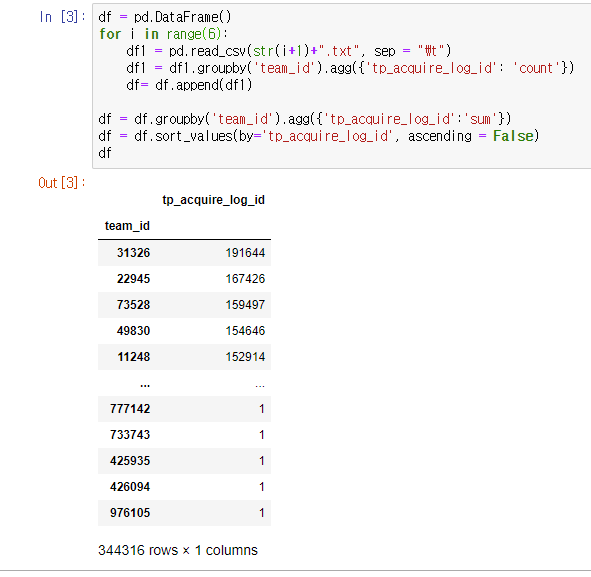 In [3]:
df = pd.DataFrame()
for i in range(6):
    df1 = pd.read_csv(str(i+1)+".txt", sep = "₩t")
    df1 = df1.groupby('team_id').agg({'tp_acquire_log_id': 'count'})
    df= df.append(df1)
df = df.groupby('team_id').agg({'tp_acquire_log_id':'sum'})
df = df.sort_values(by='tp_acquire_log_id', ascending = False)
df
Out[3]:
tp_acquire_log_id
team_id
31326 191644
22945 167426
73528 159497
49830 154646
11248 152914
... ...
777142 1
733743 1
425935 1
426094 1
976105 1
344316 rows × 1 columns